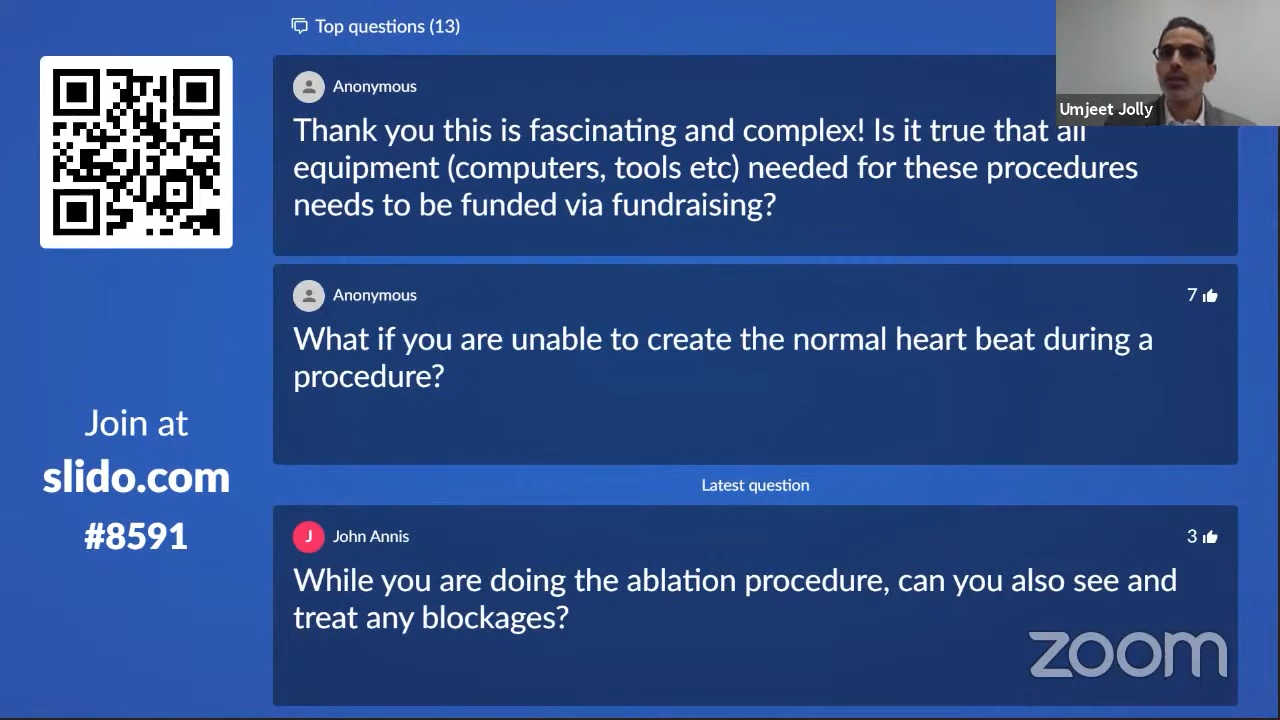 Top questions (13)
Anonymous
Thank you this is fascinating and complex! Is it true that all
equipment (computers, tools etc) needed for these procedures
needs to be funded via fundraising?
Umjeet Jolly
Anonymous
7
What if you are unable to create the normal heart beat during a
procedure?
Join at
slido.com
#8591
Latest question
J
John Annis
3
While you are doing the ablation procedure, can you also see and
treat any blockages?
zoom